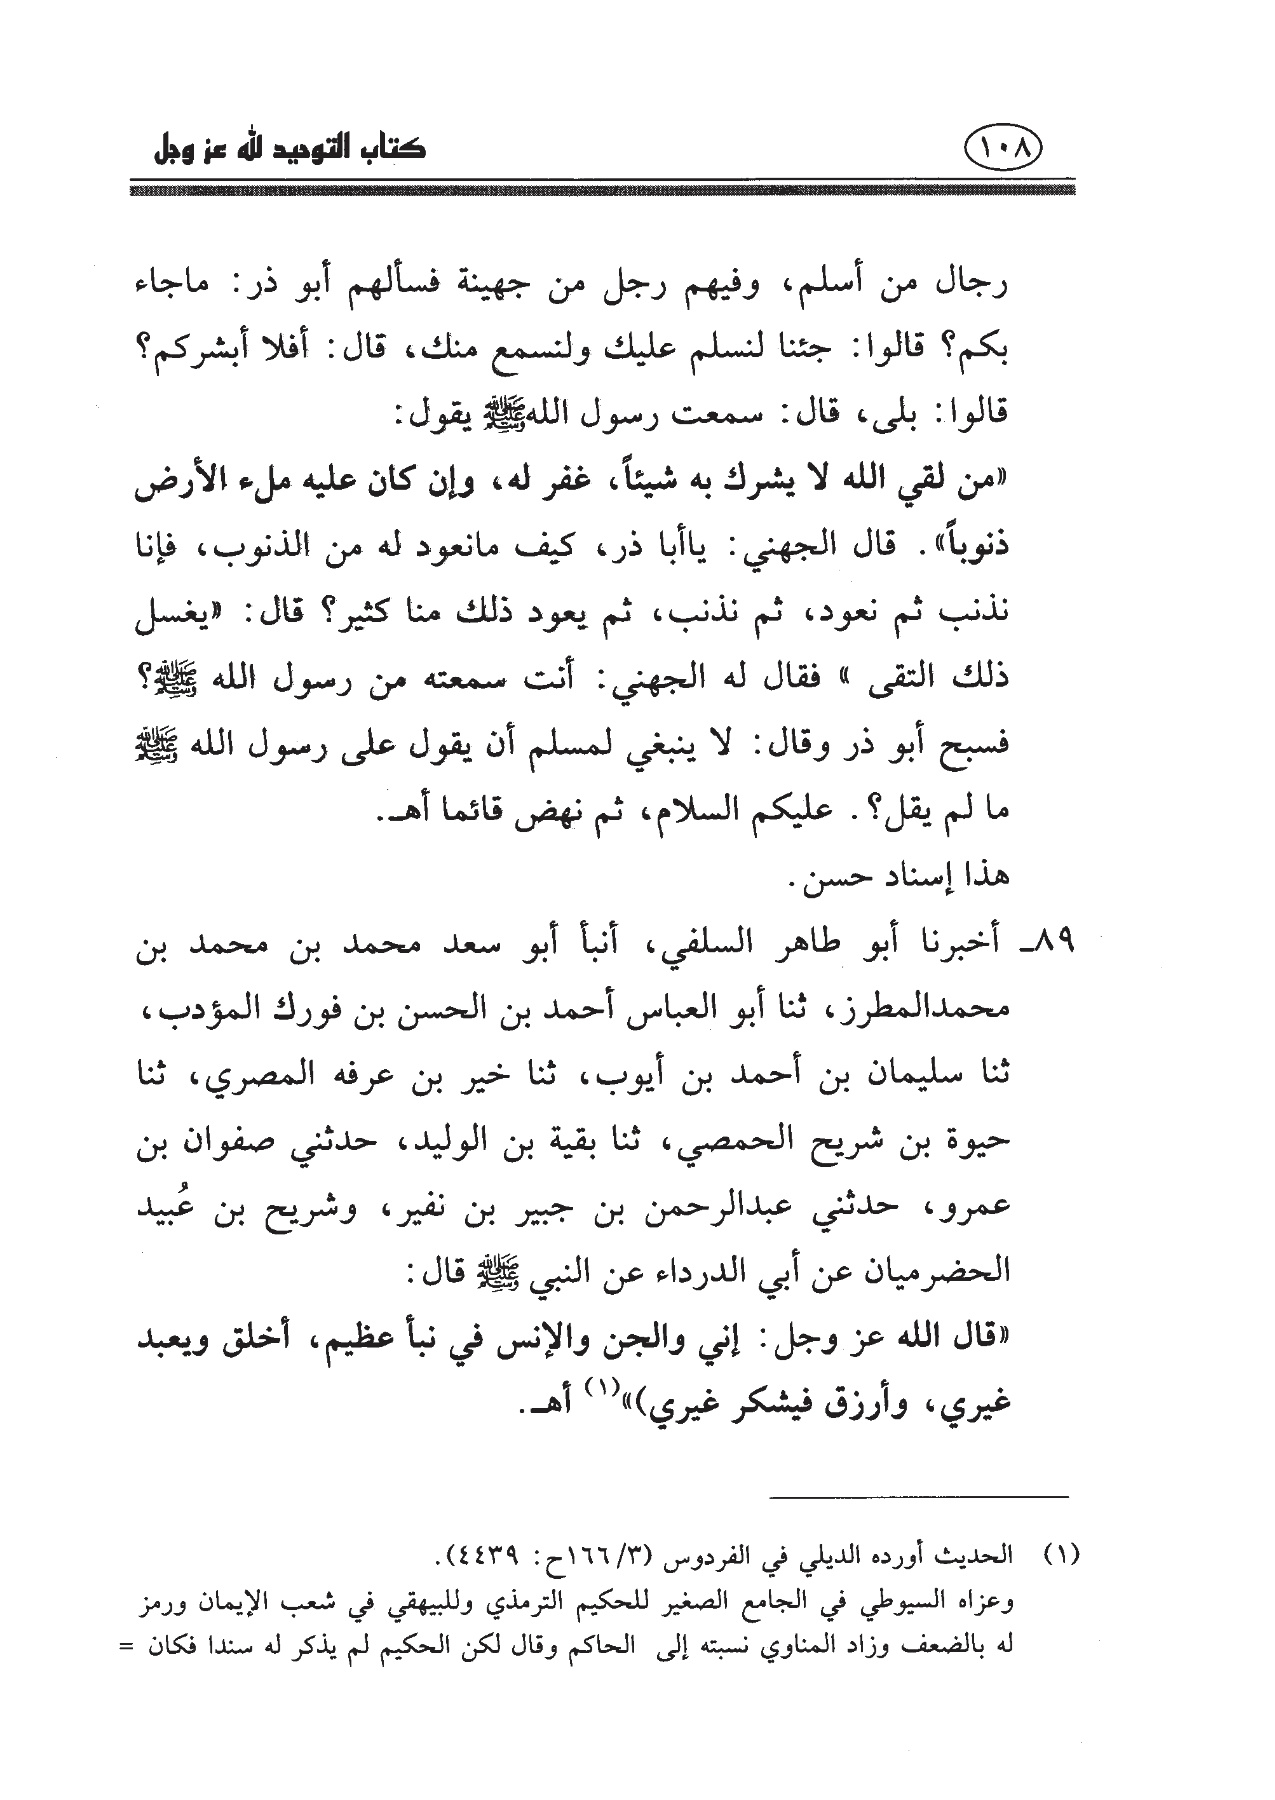 ١٠٨
كتاب التوحيد لله عز وجل
رجال من أسلم، وفيهم رجل من جهينة فسألهم أبو ذر: ماجاء
بكم؟ قالوا: جئنا لنسلم عليك ولنسمع منك، قال: أفلا أبشركم؟
قالوا: بلى، قال: سمعت رسول اللهﷺ يقول:
«من لقي الله لا يشرك به شيئاً، غفر له، وإن كان عليه ملء الأرض
ذنوباً». قال الجهني: ياأبا ذر، كيف مانعود له من الذنوب، فإنا
نذنب ثم نعود، ثم نذنب، ثم يعود ذلك منا كثير؟ قال: «يغسل
ذلك التقى » فقال له الجهني: أنت سمعته من رسول الله ﷺ؟
فسبح أبو ذر وقال: لا ينبغي لمسلم أن يقول على رسول الله ﷺ
ما لم يقل؟. عليكم السلام، ثم نهض قائما أهـ.
هذا إسناد حسن.
٨٩ـ أخبرنا أبو طاهر السلفي، أنبأ أبو سعد محمد بن محمد بن
محمدالمطرز، ثنا أبو العباس أحمد بن الحسن بن فورك المؤدب،
ثنا سليمان بن أحمد بن أيوب، ثنا خير بن عرفه المصري، ثنا
حيوة بن شريح الحمصي، ثنا بقية بن الوليد، حدثني صفوان بن
عمرو، حدثني عبدالرحمن بن جبير بن نفير، وشريح بن عُبيد
الحضرميان عن أبي الدرداء عن النبي ﷺ قال:
«قال الله عز وجل: إني والجن والإنس في نبأ عظيم، أخلق ويعبد
غيري، وأرزق فيشكر غيري)»(١) أهـ.
(١) الحديث أورده الديلي في الفردوس (٣/ ١٦٦ح: ٤٤٣٩).
وعزاه السيوطي في الجامع الصغير للحكيم الترمذي وللبيهقي في شعب الإيمان ورمز
له بالضعف وزاد المناوي نسبته إلى الحاكم وقال لكن الحكيم لم يذكر له سندا فكان =